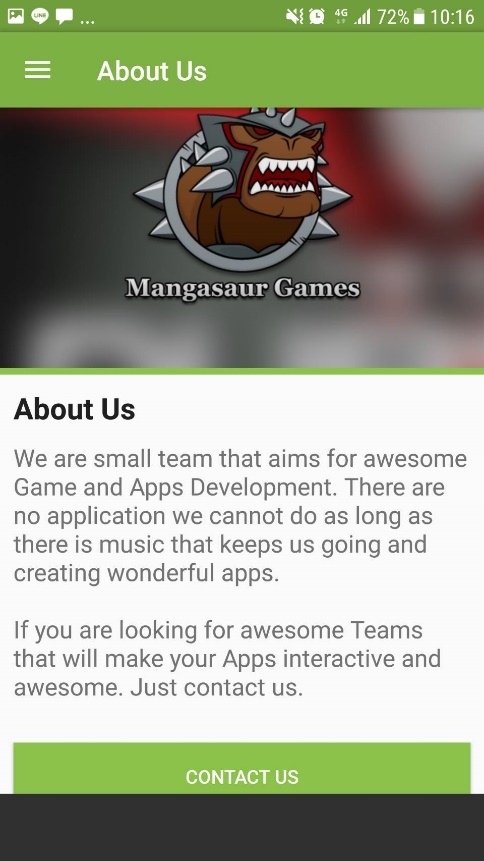 LINE
...
4G
72%
10:16
About Us
Mangasaur Games
About Us
We are small team that aims for awesome
Game and Apps Development. There are
no application we cannot do as long as
there is music that keeps us going and
creating wonderful apps.
If you are looking for awesome Teams
that will make your Apps interactive and
awesome. Just contact us.
CONTACT US